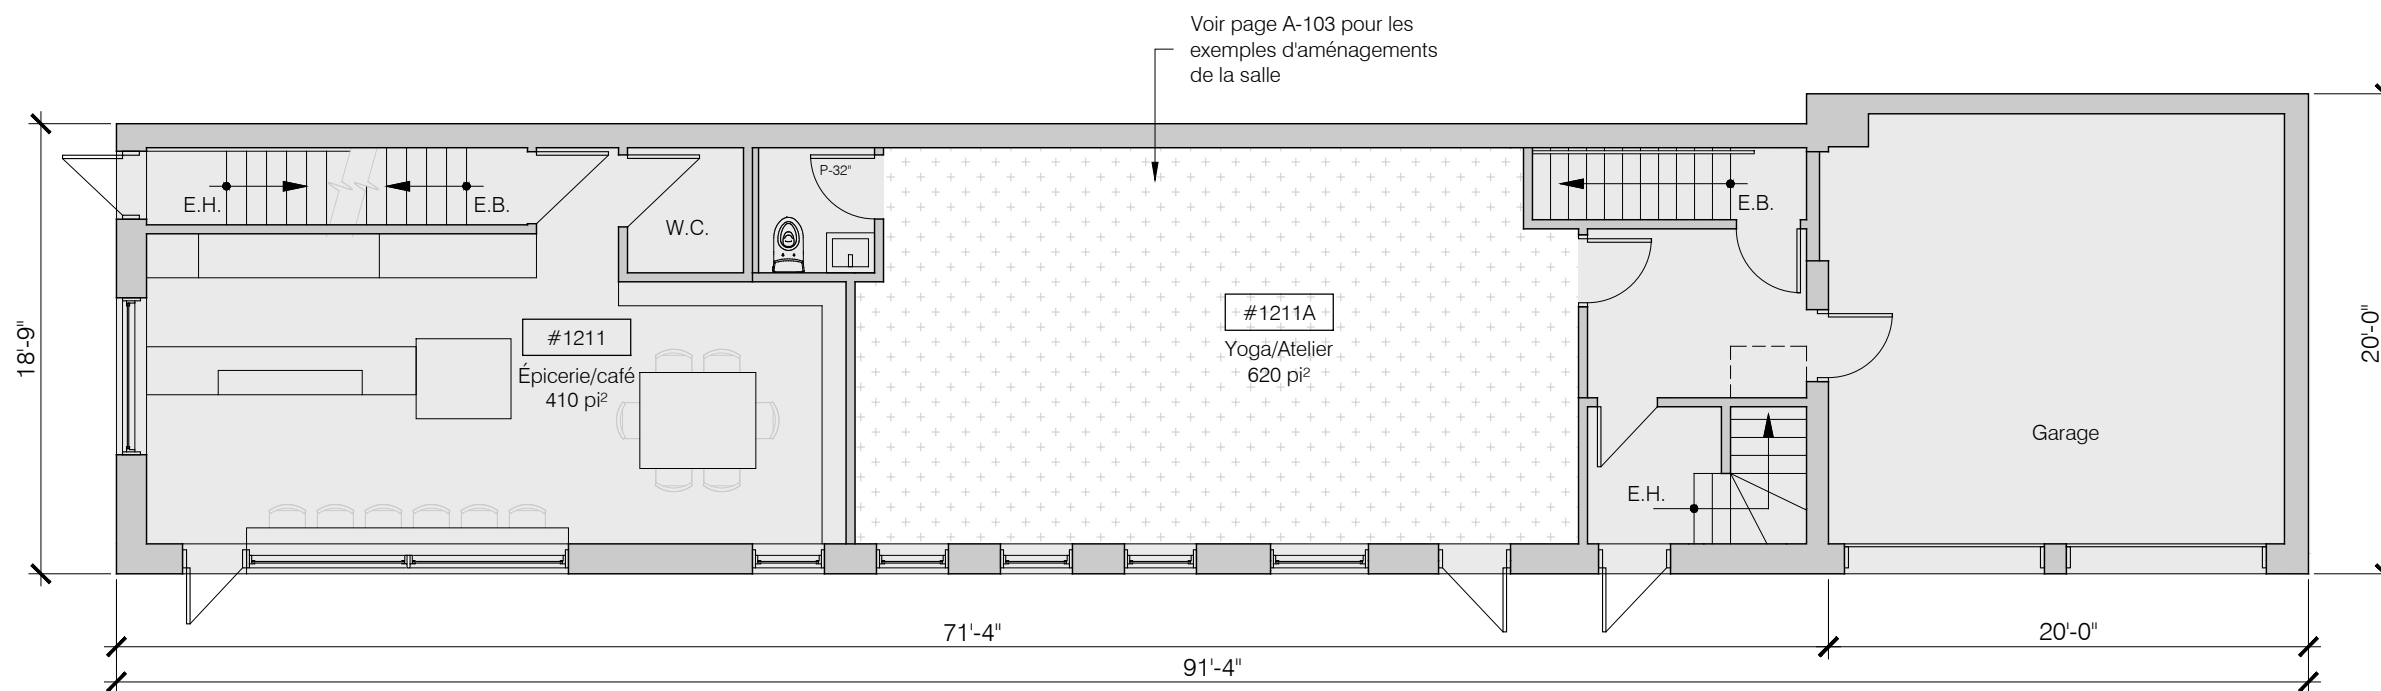 Voir page A-103 pour les
exemples d'aménagements
de la salle
P-32"
E.H.
E.B.
W.C.
E.B.
#1211
Épicerie/café
410 pi²
#1211A
Yoga/Atelier
620 pi²
18'-9"
20'-0"
Garage
E.H.
71'-4"
20'-0"
91'-4"